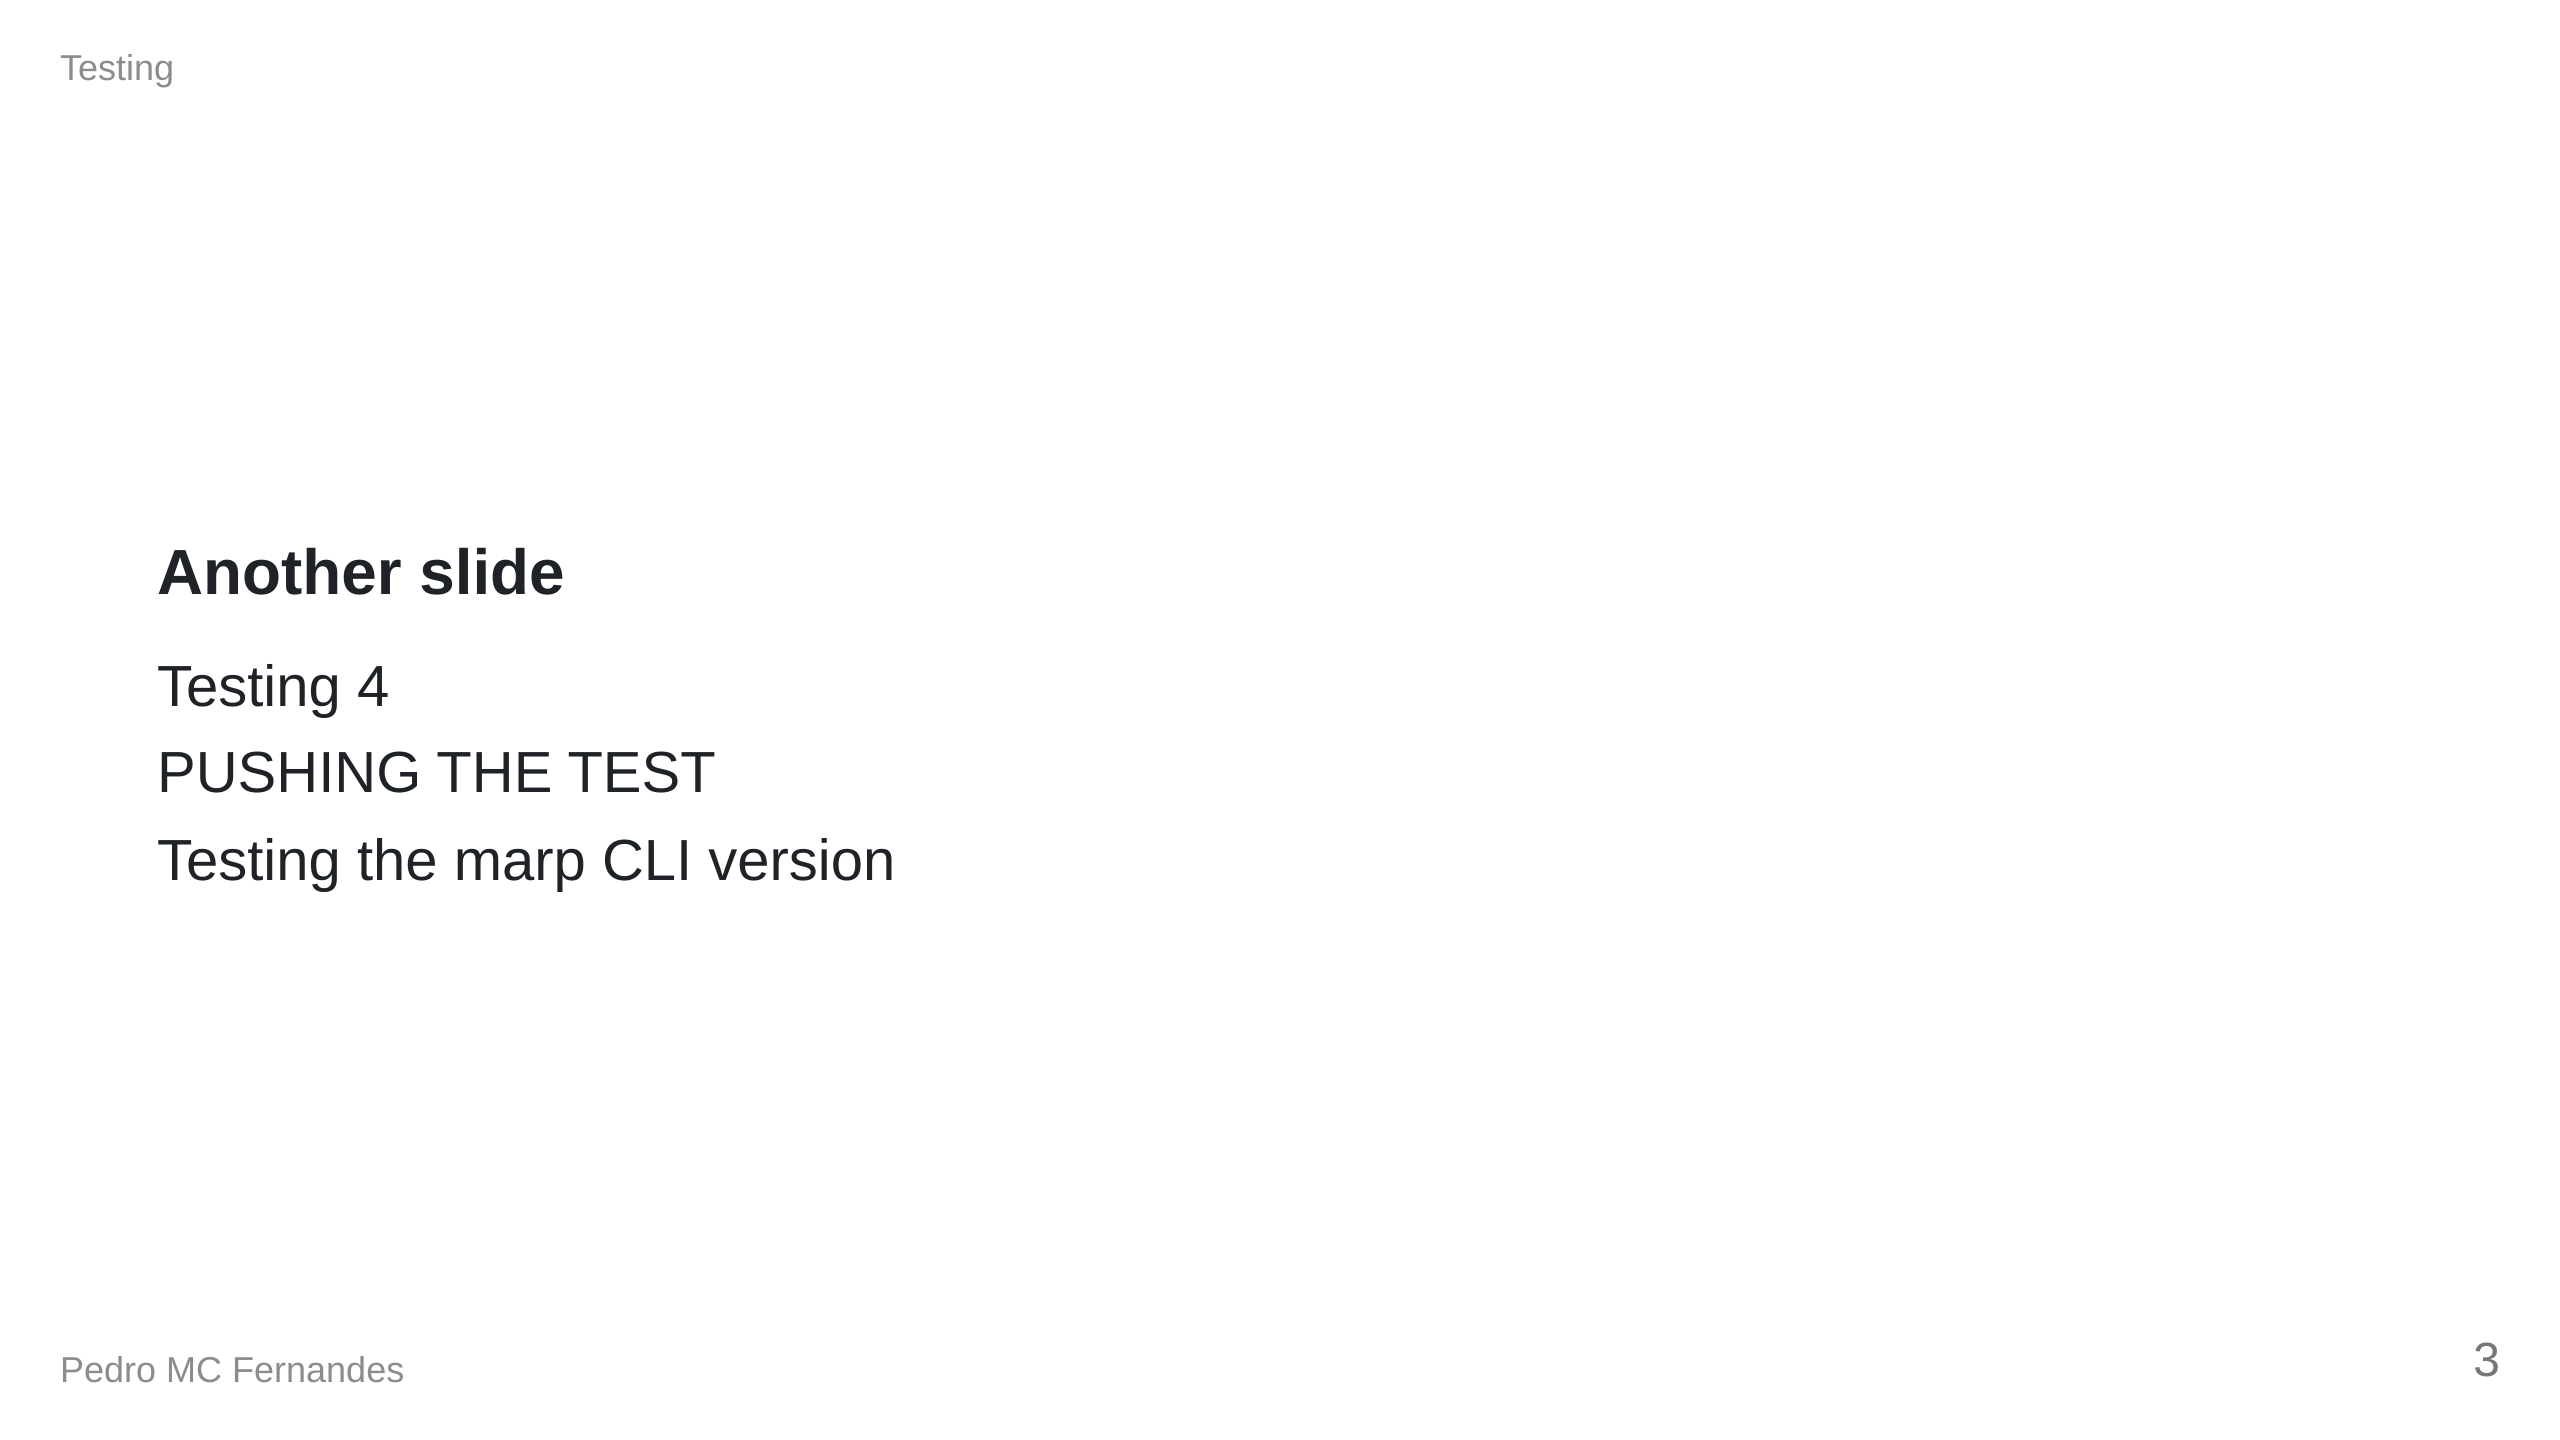 Testing
Another slide
Testing 4
PUSHING THE TEST
Testing the marp CLI version
Pedro MC Fernandes
3